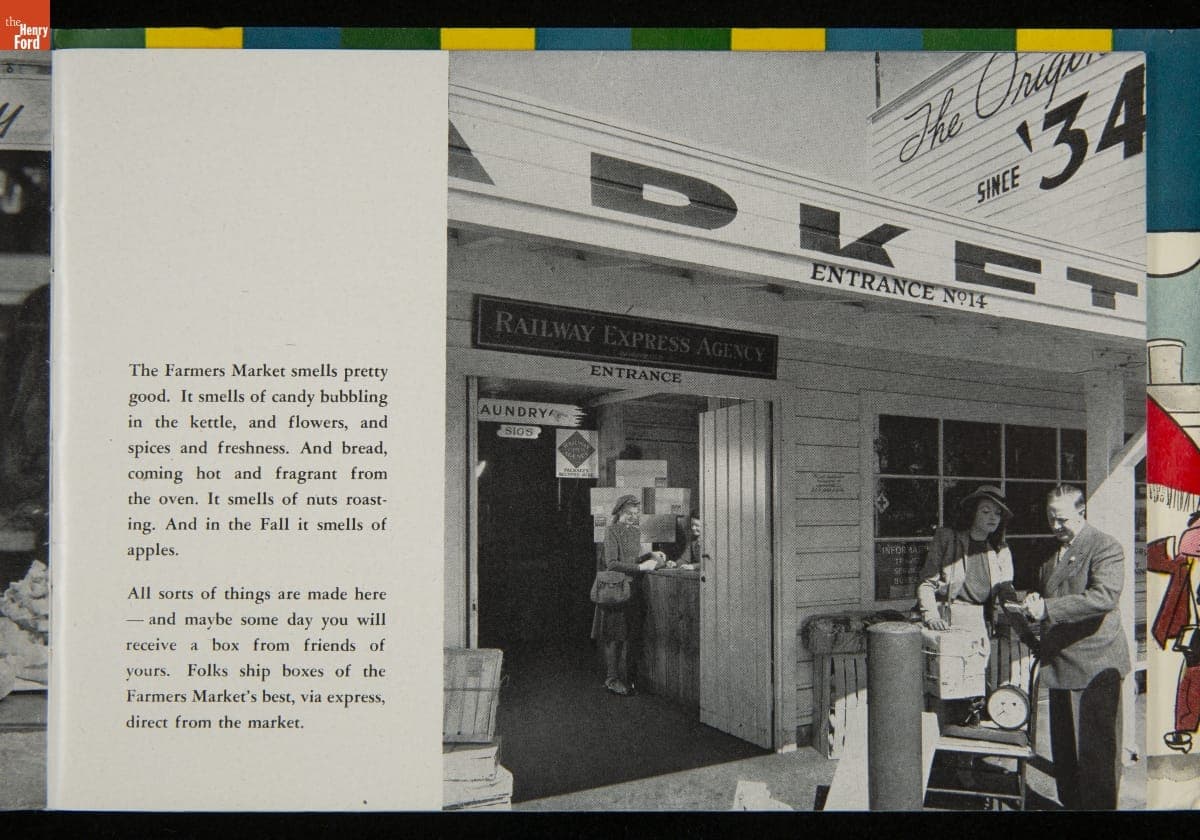 the
Henry
Ford
The Farmers Market smells pretty
good. It smells of candy bubbling
in the kettle, and flowers, and
spices and freshness. And bread,
coming hot and fragrant from
the oven. It smells of nuts roast-
ing. And in the Fall it smells of
apples.
All sorts of things are made here
— and maybe some day you will
receive a box from friends of
yours. Folks ship boxes of the
Farmers Market's best, via express,
direct from the market.
The Origin
SINCE '34
KET
ENTRANCE Nº14
RAILWAY EXPRESS AGENCY
ENTRANCE
AUNDRY
SIGS
INFORMA